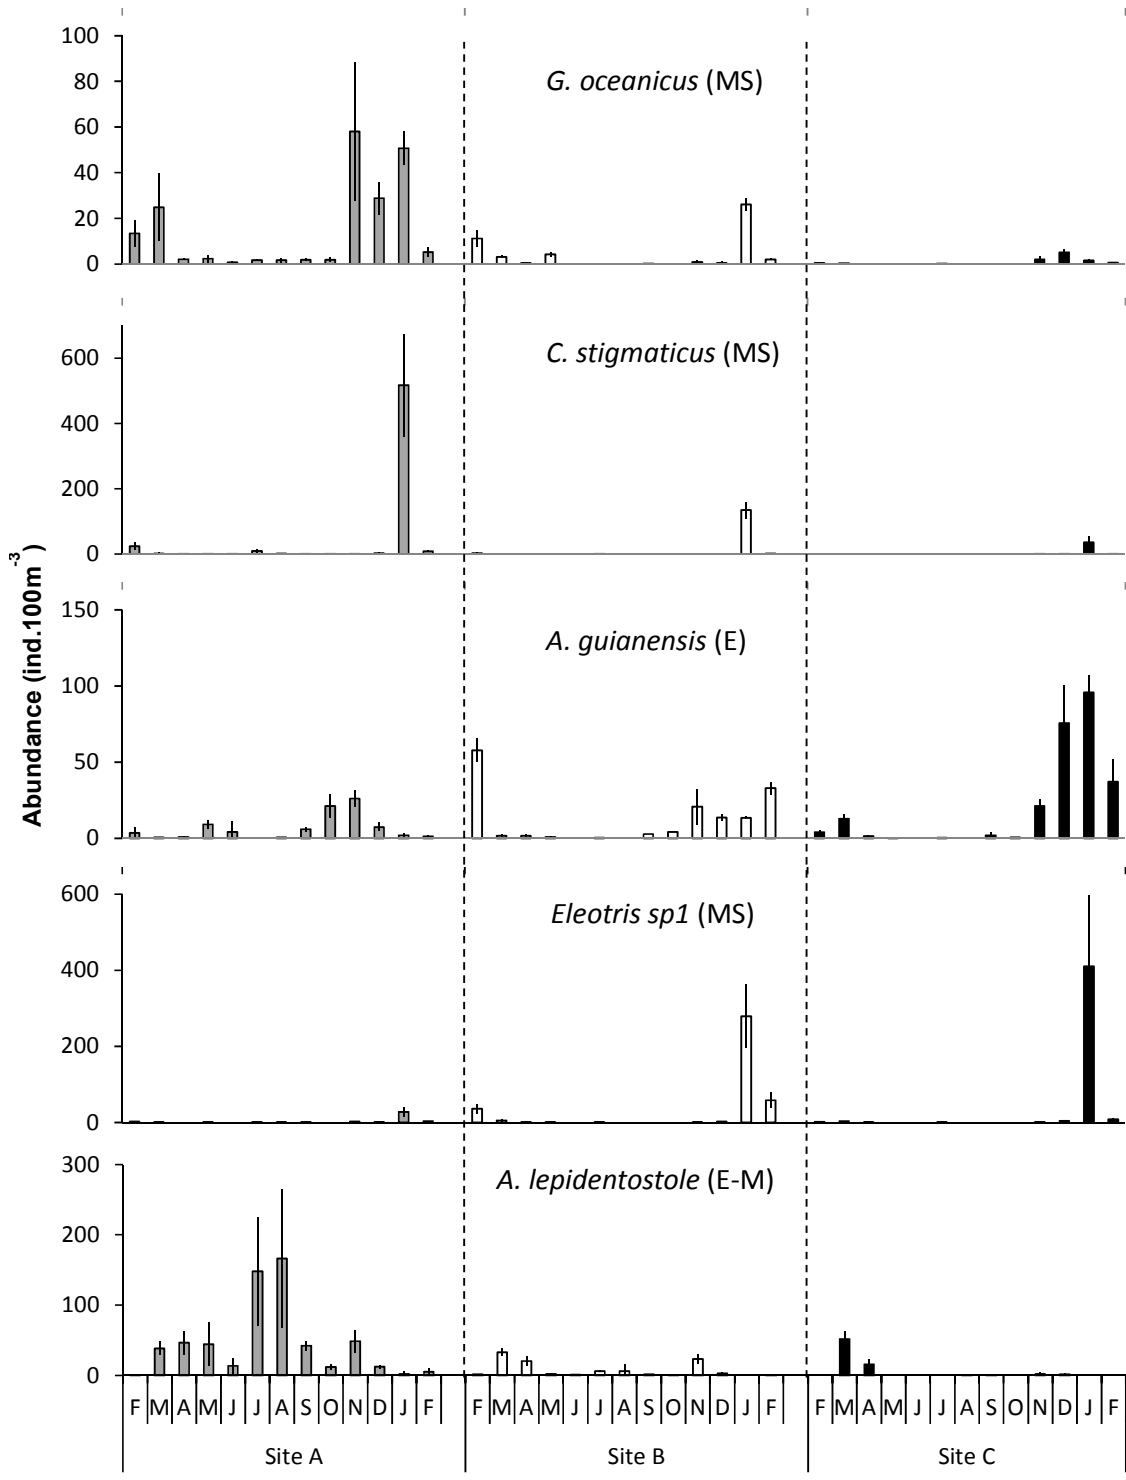 100
80
60
40
20
0
G. oceanicus (MS)
600
400
200
0
C. stigmaticus (MS)
Abundance (ind.100m-3)
150
100
50
0
A. guianensis (E)
600
400
200
0
Eleotris sp1 (MS)
300
200
100
0
A. lepidentostole (E-M)
F M A M J J A S O N D J F F M A M J J A S O N D J F F M A M J J A S O N D J F
Site A Site B Site C